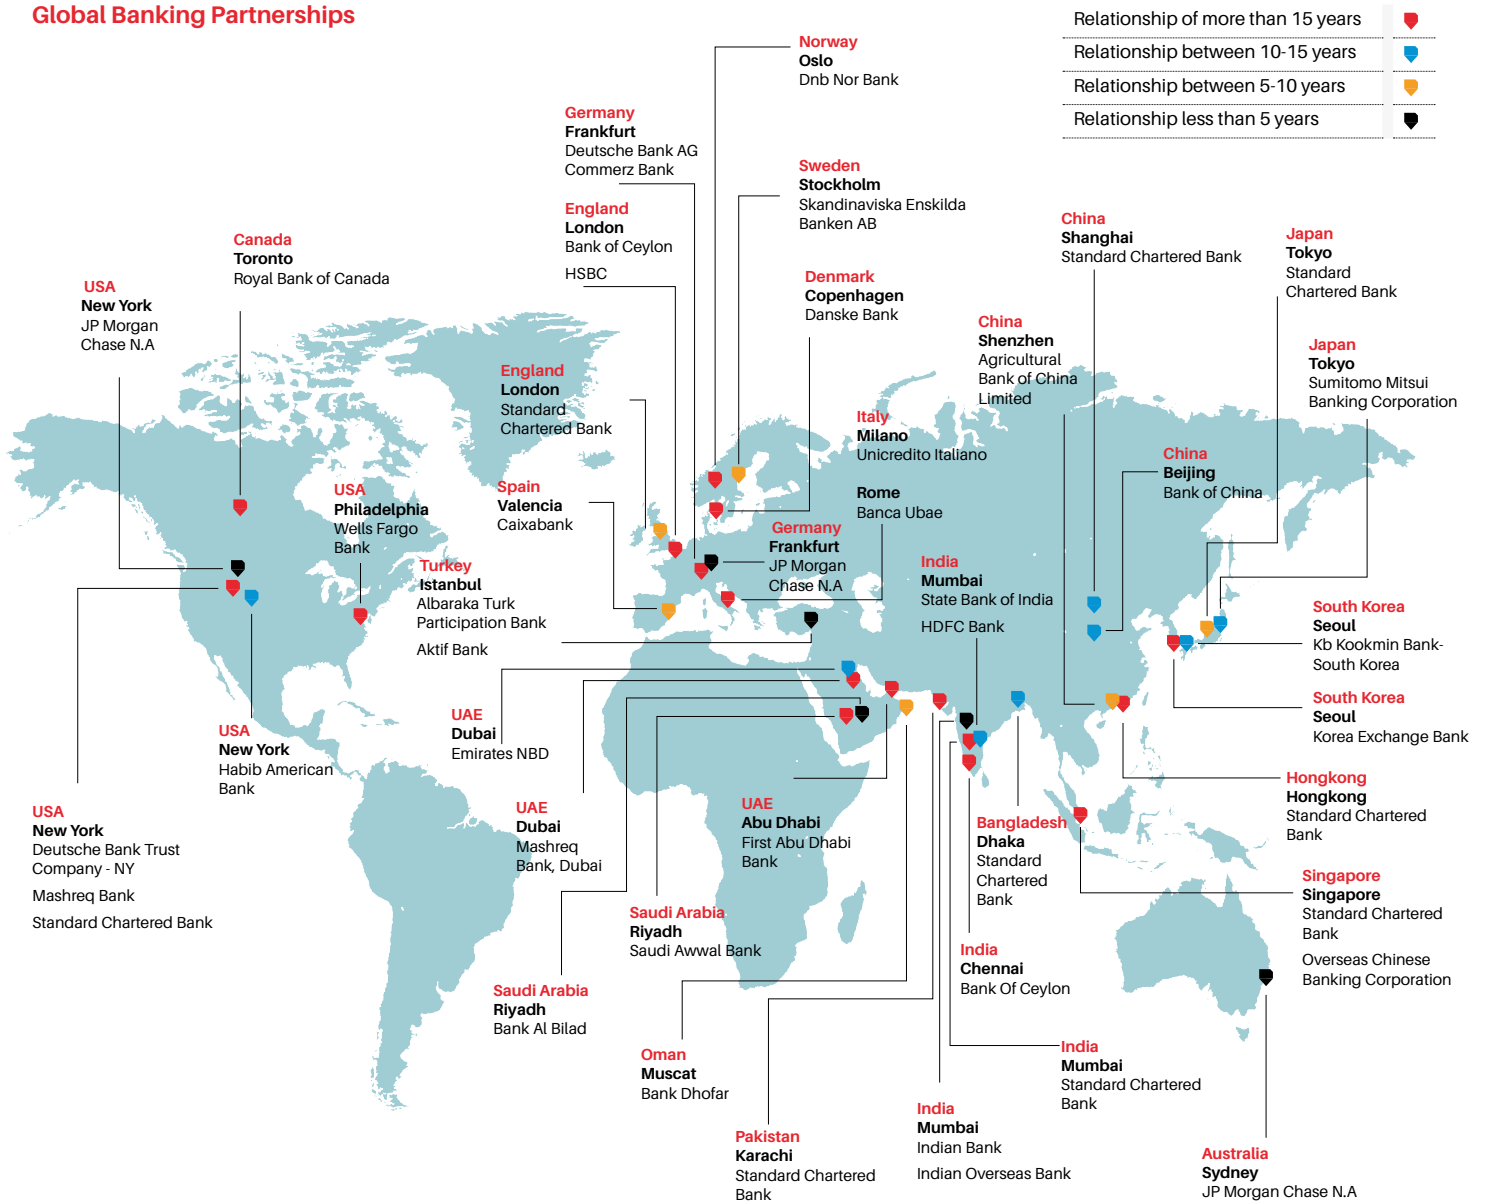 Global Banking Partnerships
Relationship of more than 15 years
Relationship between 10-15 years
Relationship between 5-10 years
Relationship less than 5 years
Norway
Oslo
Dnb Nor Bank
Germany
Frankfurt
Deutsche Bank AG
Commerz Bank
Sweden
Stockholm
Skandinaviska Enskilda
Banken AB
England
London
Bank of Ceylon
HSBC
China
Shanghai
Standard Chartered Bank
Japan
Tokyo
Standard
Chartered Bank
Canada
Toronto
Royal Bank of Canada
USA
New York
JP Morgan
Chase N.A
Denmark
Copenhagen
Danske Bank
China
Shenzhen
Agricultural
Bank of China
Limited
Japan
Tokyo
Sumitomo Mitsui
Banking Corporation
England
London
Standard
Chartered Bank
Italy
Milano
Unicredito Italiano
Rome
Banca Ubae
China
Beijing
Bank of China
USA
Philadelphia
Wells Fargo
Bank
Spain
Valencia
Caixabank
Germany
Frankfurt
JP Morgan
Chase N.A
Turkey
Istanbul
Albaraka Turk
Participation Bank
Aktif Bank
India
Mumbai
State Bank of India
HDFC Bank
South Korea
Seoul
Kb Kookmin Bank-
South Korea
South Korea
Seoul
Korea Exchange Bank
UAE
Dubai
Emirates NBD
USA
New York
Habib American
Bank
Hongkong
Hongkong
Standard Chartered
Bank
USA
New York
Deutsche Bank Trust
Company - NY
Mashreq Bank
Standard Chartered Bank
UAE
Dubai
Mashreq
Bank, Dubai
UAE
Abu Dhabi
First Abu Dhabi
Bank
Bangladesh
Dhaka
Standard
Chartered
Bank
Singapore
Singapore
Standard Chartered
Bank
Overseas Chinese
Banking Corporation
Saudi Arabia
Riyadh
Saudi Awwal Bank
India
Chennai
Bank Of Ceylon
Saudi Arabia
Riyadh
Bank Al Bilad
Oman
Muscat
Bank Dhofar
India
Mumbai
Standard Chartered
Bank
Pakistan
Karachi
Standard Chartered
Bank
India
Mumbai
Indian Bank
Indian Overseas Bank
Australia
Sydney
JP Morgan Chase N.A